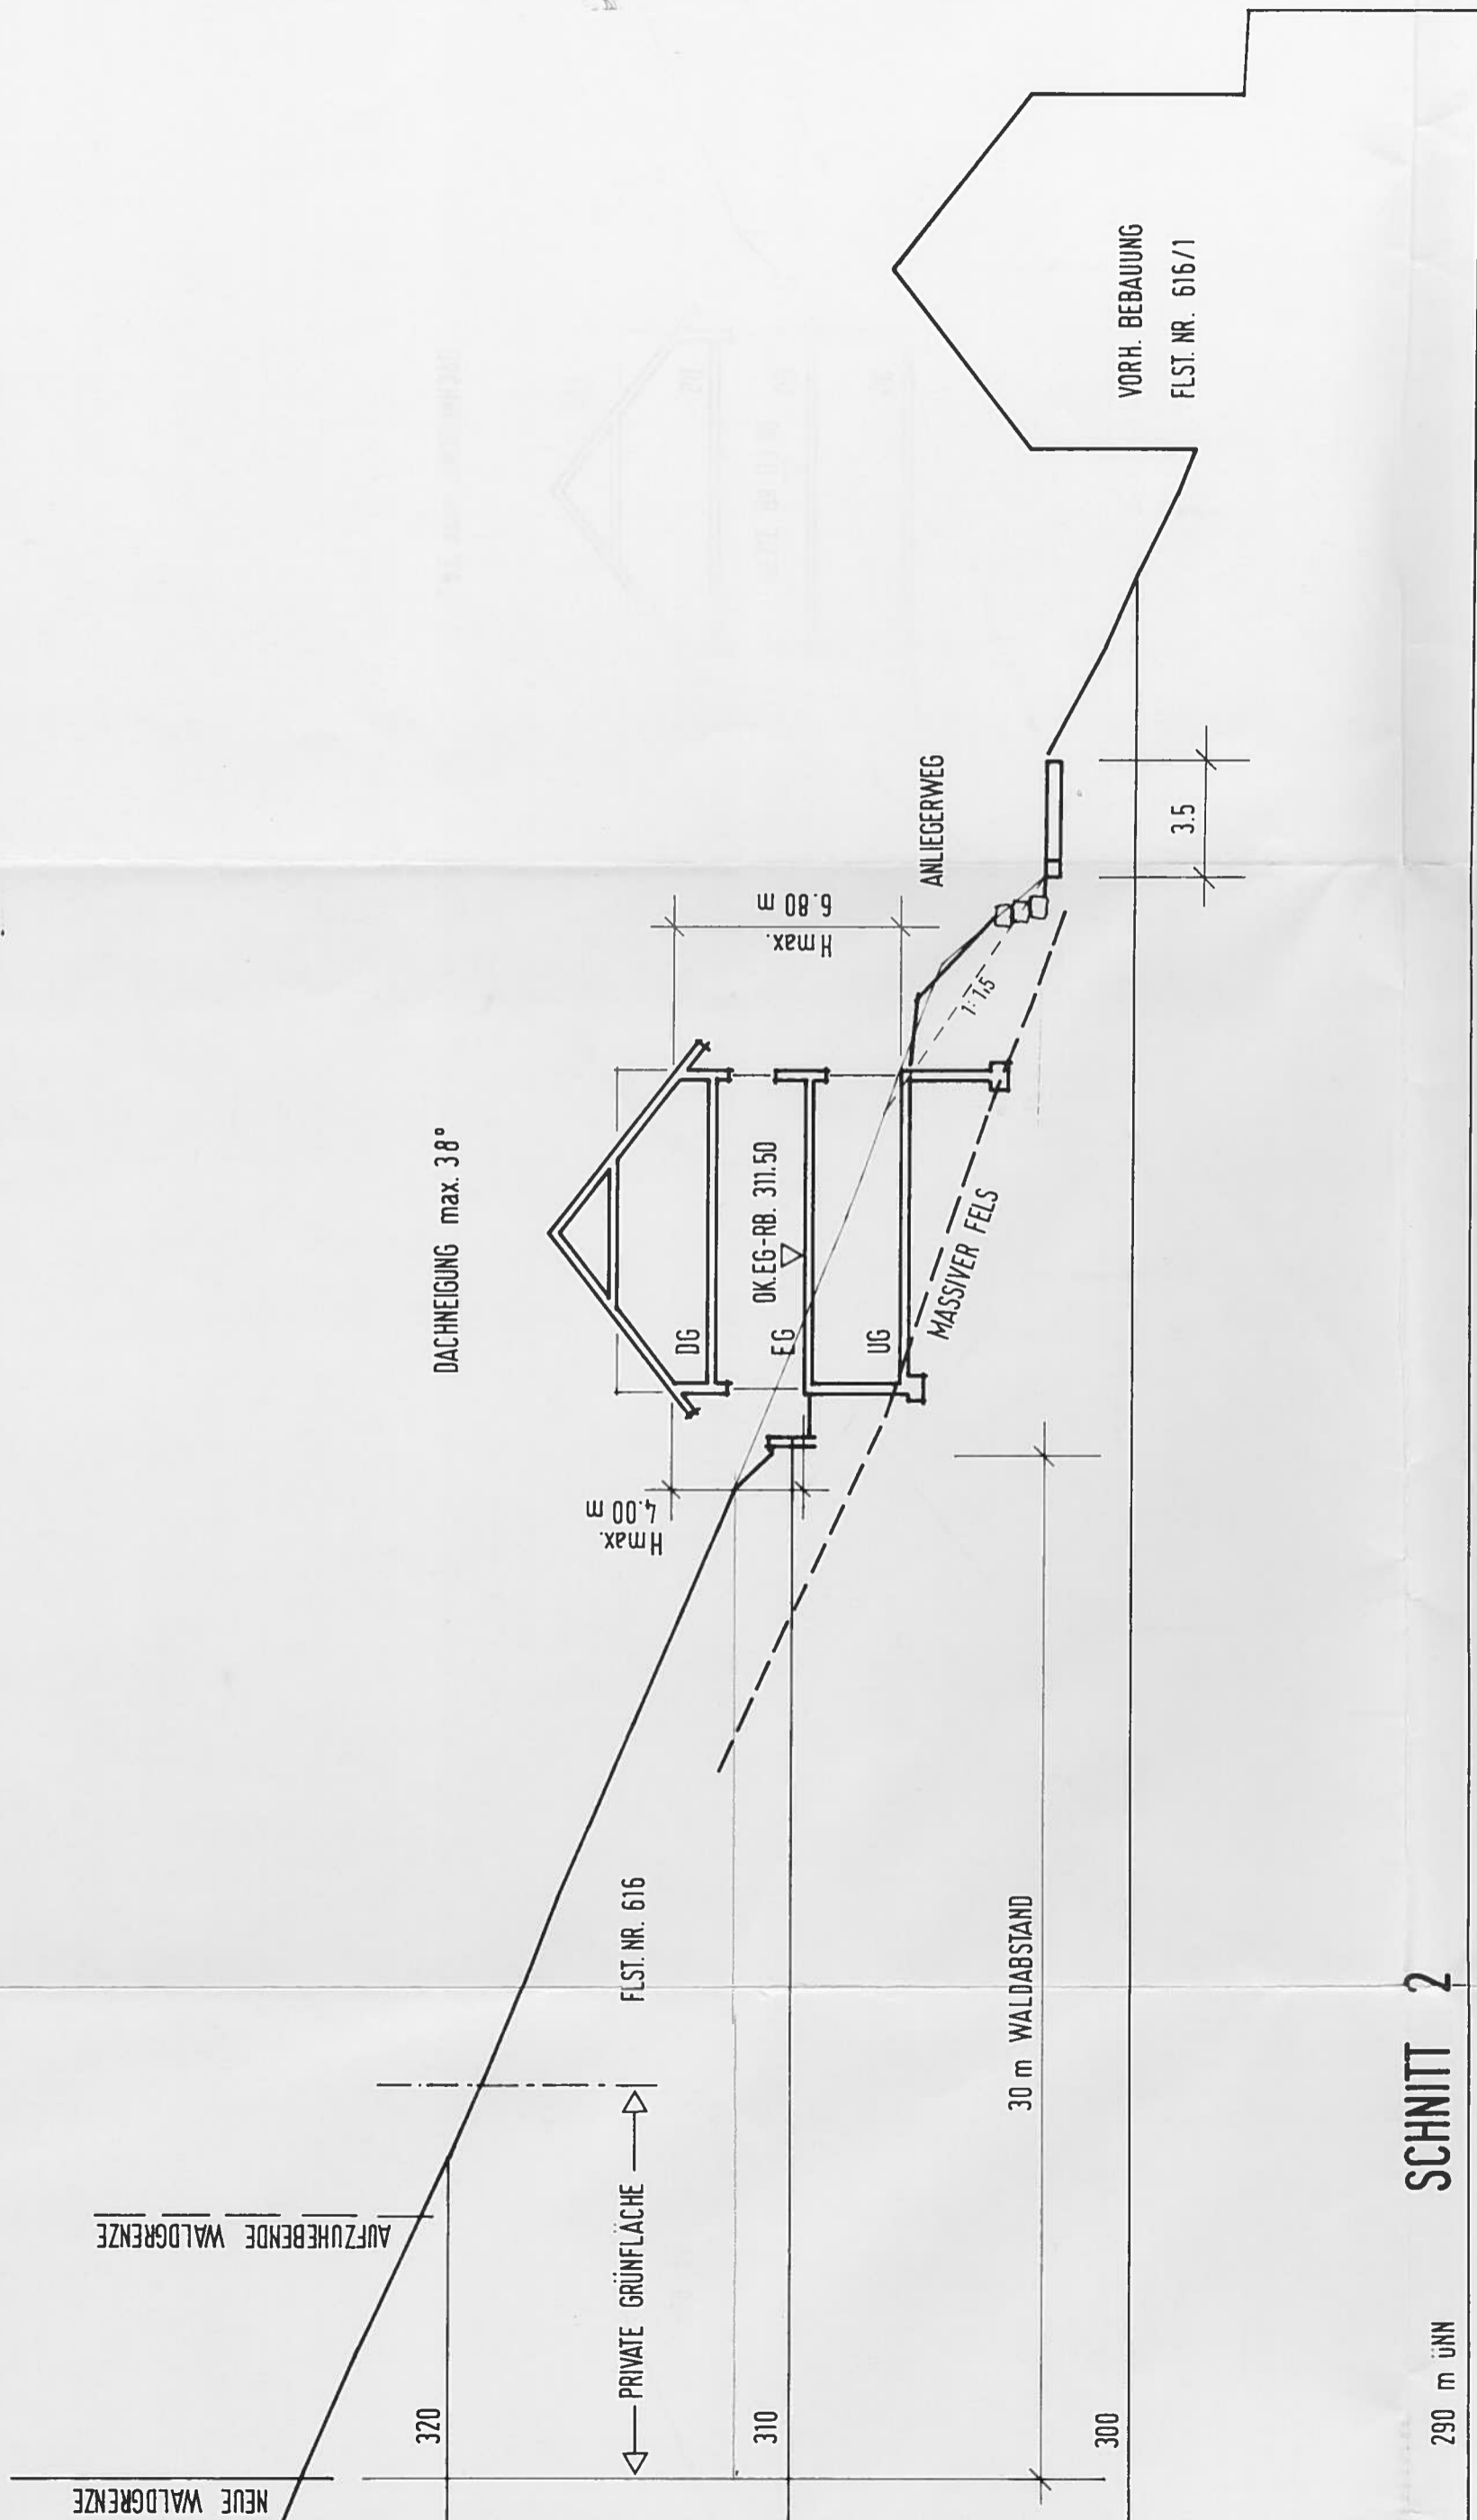 NEUE WALDGRENZE
AUFZUHEBENDE WALDGRENZE
320
PRIVATE GRÜNFLÄCHE
FLST. NR. 616
310
300
30 m WALDABSTAND
290 m üNN
SCHNITT 2
DACHNEIGUNG max. 38°
Hmax.
4.00 m
DG
EG
OK.EG-RB. 311.50
UG
MASSIVER FELS
Hmax.
6.80 m
1:1,5
ANLIEGERWEG
3.5
VORH. BEBAUUNG
FLST. NR. 616/1